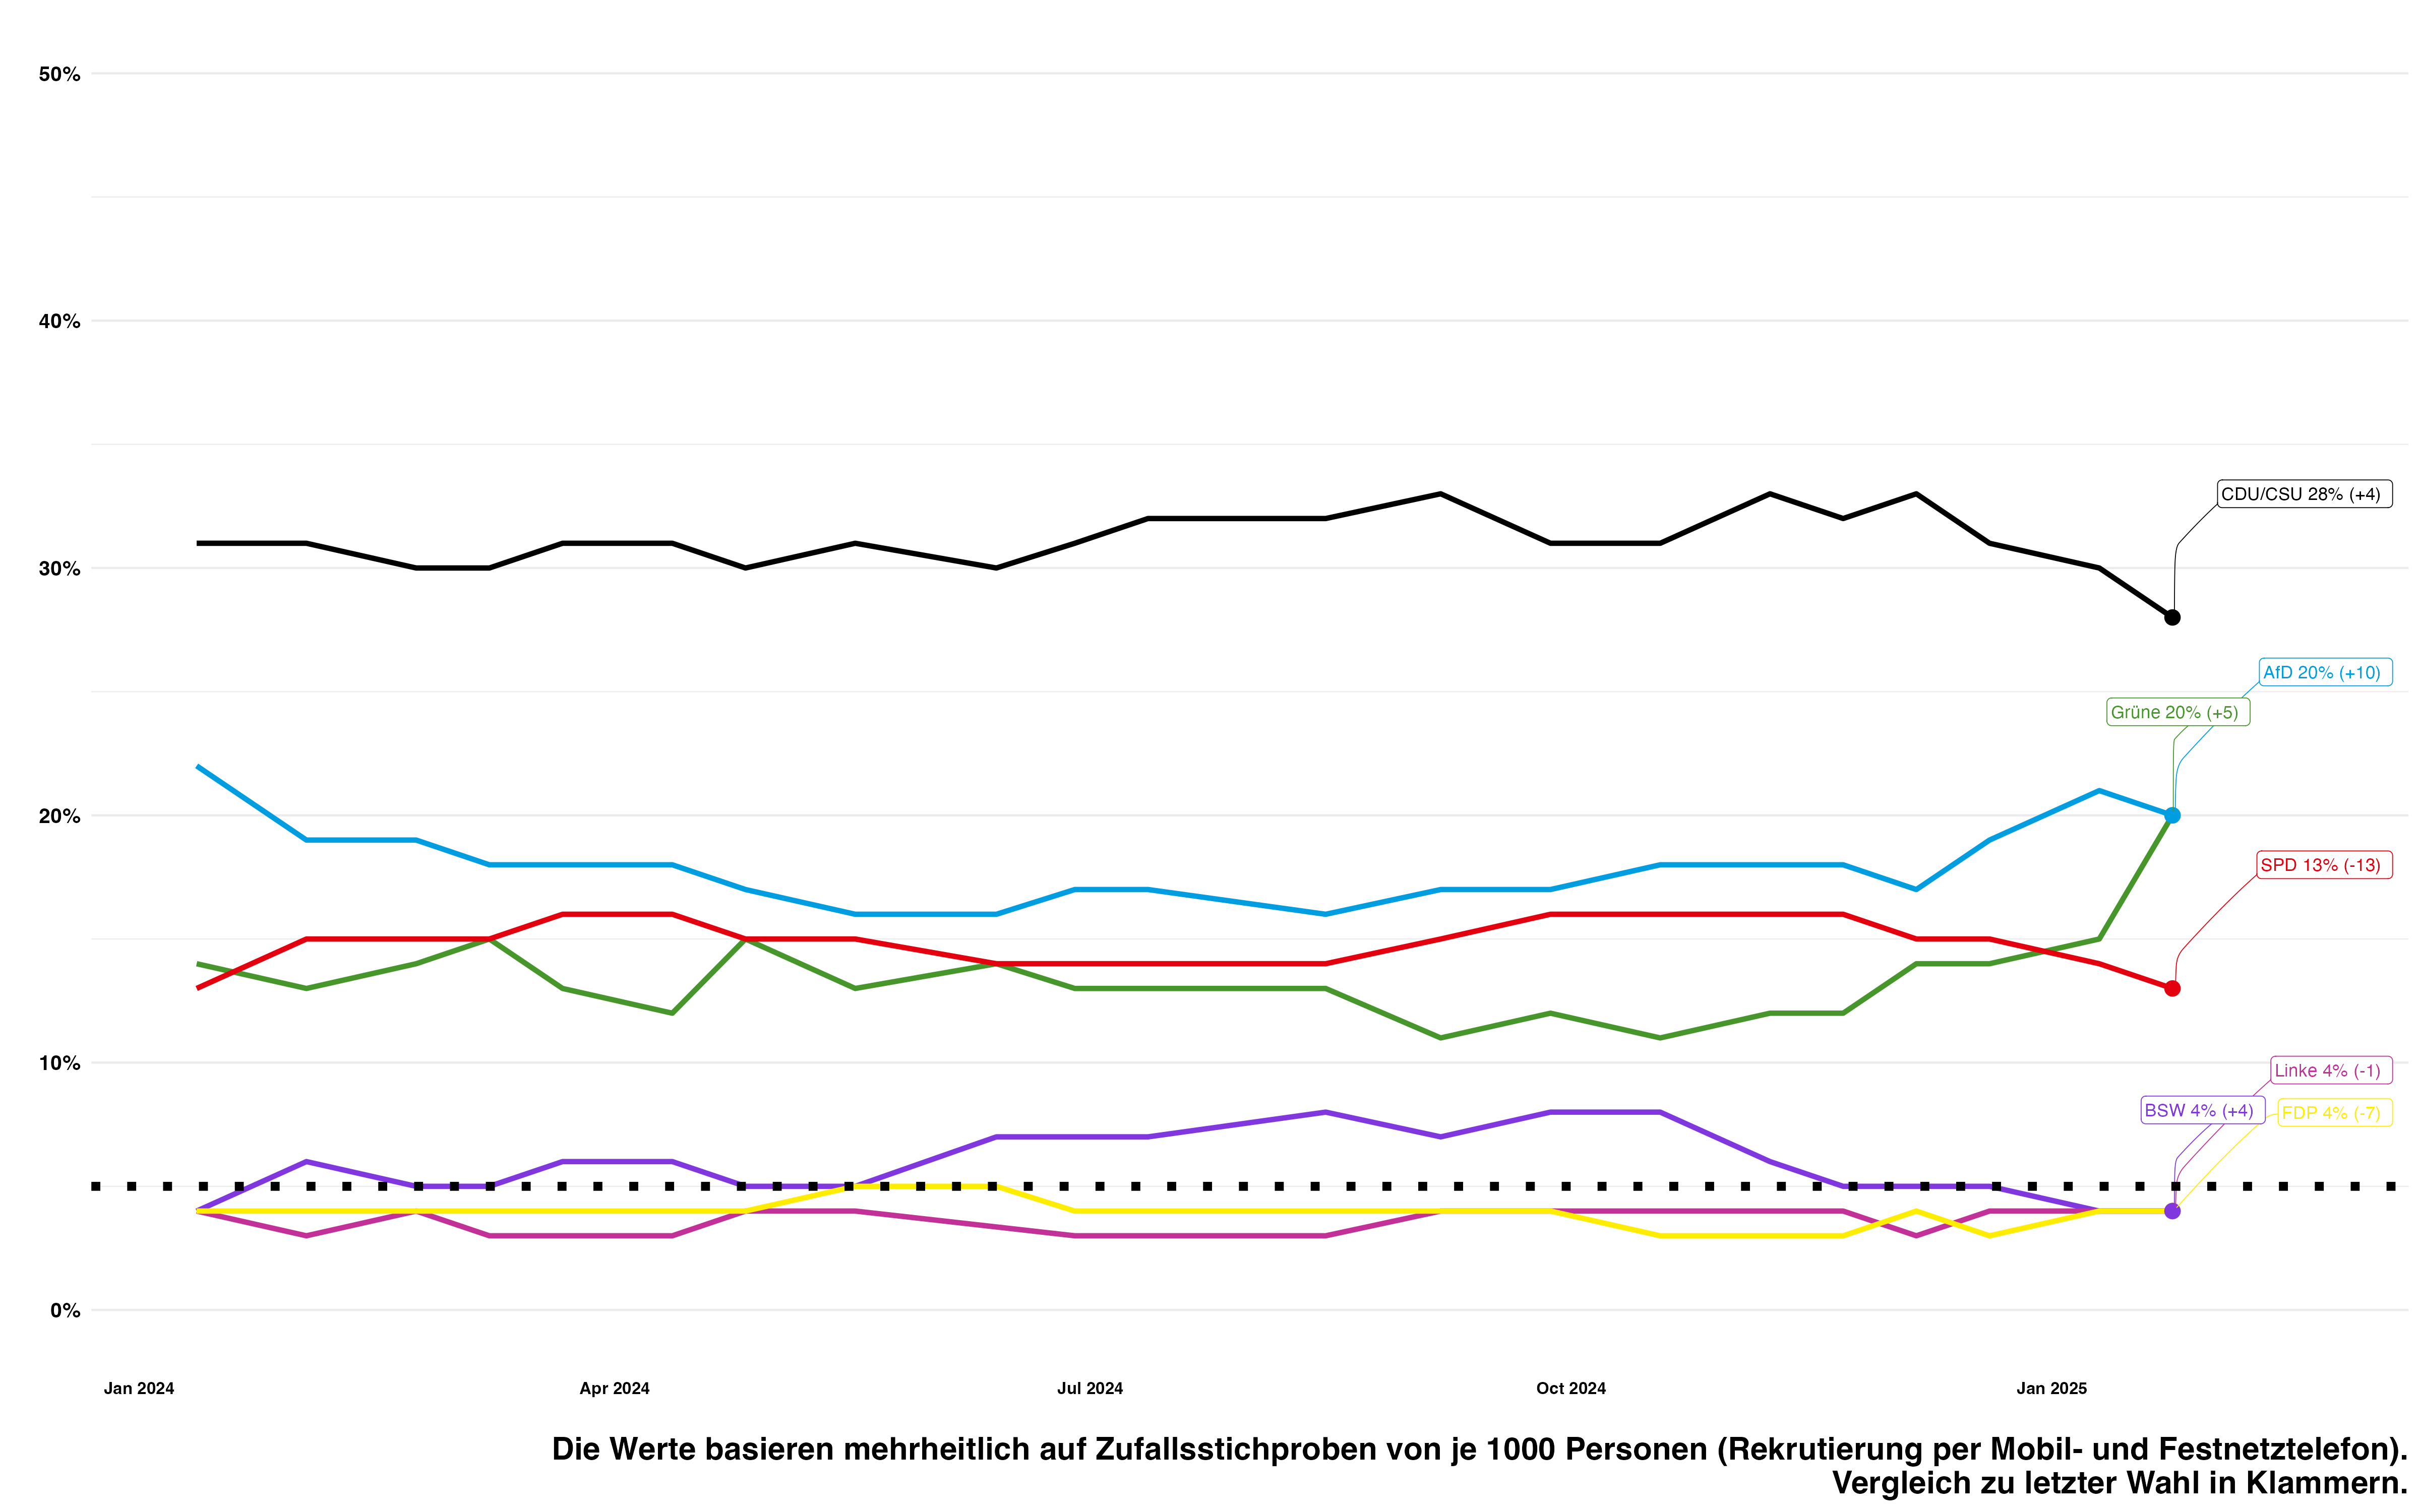 50%
40%
30%
20%
10%
0%
CDU/CSU 28% (+4)
AfD 20% (+10)
Grüne 20% (+5)
SPD 13% (-13)
Linke 4% (-1)
BSW 4% (+4)
FDP 4% (-7)
Jan 2024
Apr 2024
Jul 2024
Oct 2024
Jan 2025
Die Werte basieren mehrheitlich auf Zufallsstichproben von je 1000 Personen (Rekrutierung per Mobil- und Festnetztelefon).
Vergleich zu letzter Wahl in Klammern.